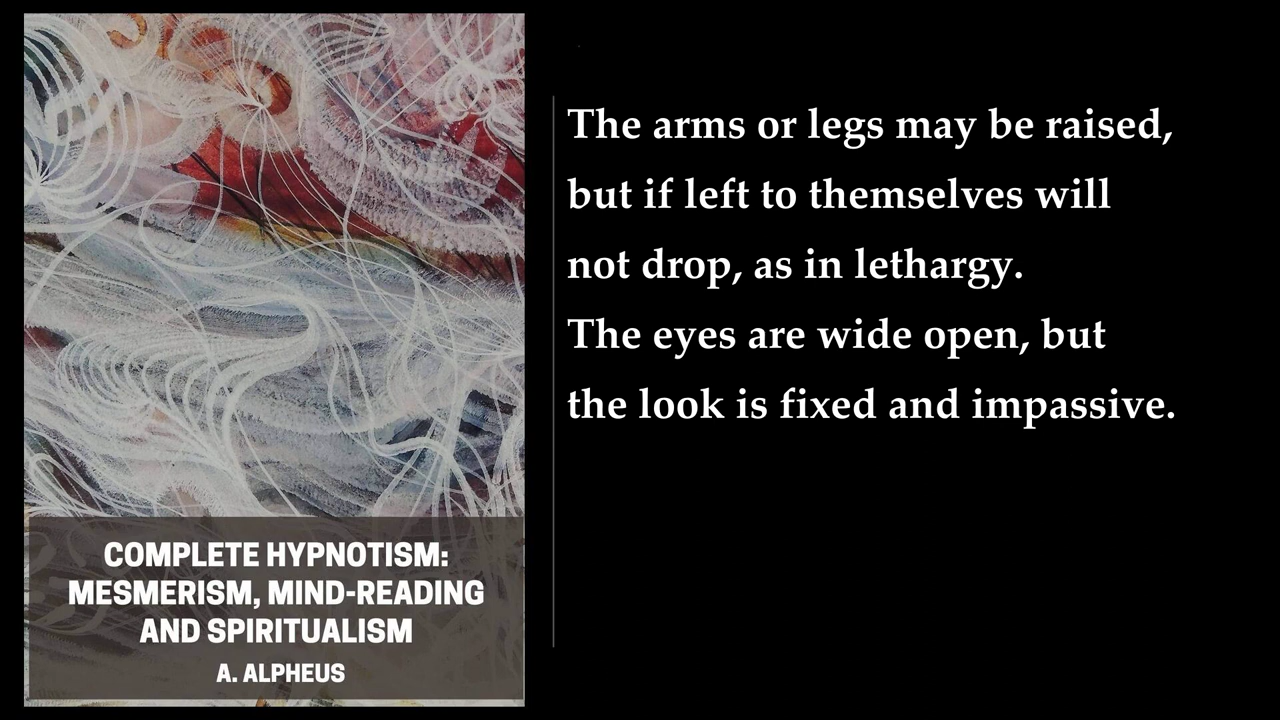 The arms or legs may be raised,
but if left to themselves will
not drop, as in lethargy.
The eyes are wide open, but
the look is fixed and impassive.
COMPLETE HYPNOTISM:
MESMERISM, MIND-READING
AND SPIRITUALISM
A. ALPHEUS